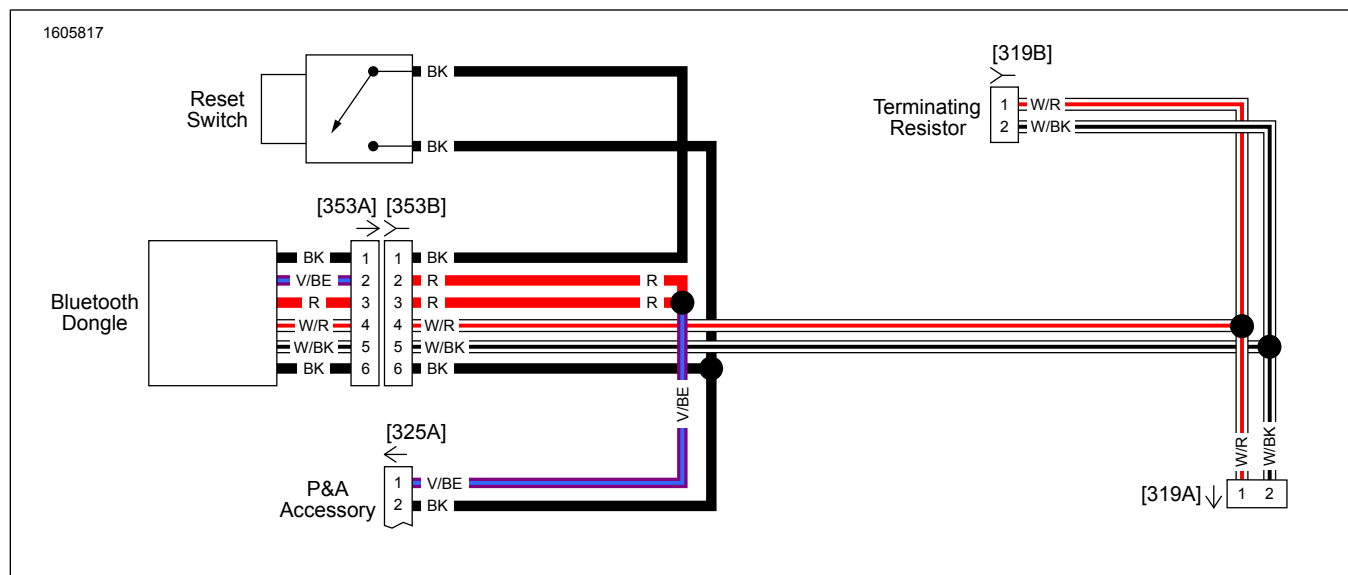 1605817
Reset
Switch
BK
BK
[319B]
Terminating
Resistor
1 W/R
2 W/BK
[353A] [353B]
Bluetooth
Dongle
BK 1 1 BK
V/BE 2 2 R R
R 3 3 R R
W/R 4 4 W/R
W/BK 5 5 W/BK
BK 6 6 BK
V/BE
[325A]
P&A
Accessory
1 V/BE
2 BK
W/R W/BK
[319A] 1 2